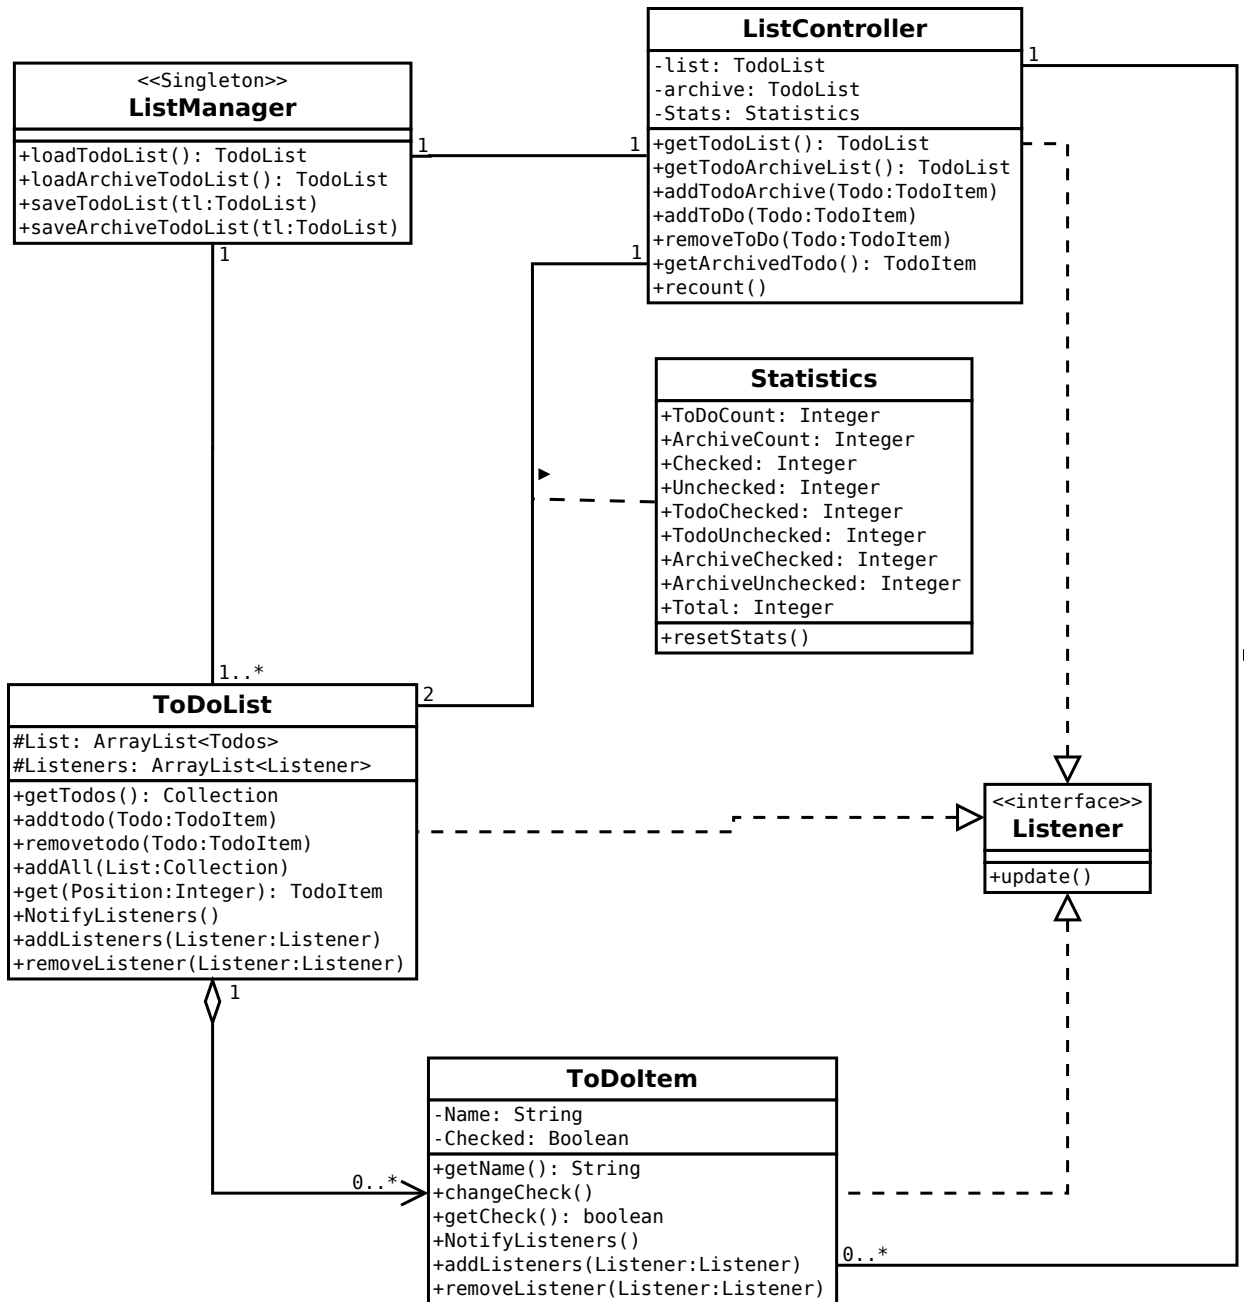 <<Singleton>>
ListManager
+loadTodoList(): TodoList
+loadArchiveTodoList(): TodoList
+saveTodoList(tl:TodoList)
+saveArchiveTodoList(tl:TodoList)
1
1
ListController
-list: TodoList
-archive: TodoList
-Stats: Statistics
+getTodoList(): TodoList
+getTodoArchiveList(): TodoList
+addTodoArchive(Todo:TodoItem)
+addToDo(Todo:TodoItem)
+removeToDo(Todo:TodoItem)
+getArchivedTodo(): TodoItem
+recount()
1
1
1
Statistics
+ToDoCount: Integer
+ArchiveCount: Integer
+Checked: Integer
+Unchecked: Integer
+TodoChecked: Integer
+TodoUnchecked: Integer
+ArchiveChecked: Integer
+ArchiveUnchecked: Integer
+Total: Integer
+resetStats()
1..*
2
ToDoList
#List: ArrayList<Todos>
#Listeners: ArrayList<Listener>
+getTodos(): Collection
+addtodo(Todo:TodoItem)
+removetodo(Todo:TodoItem)
+addAll(List:Collection)
+get(Position:Integer): TodoItem
+NotifyListeners()
+addListeners(Listener:Listener)
+removeListener(Listener:Listener)
1
<<interface>>
Listener
+update()
0..*
ToDoItem
-Name: String
-Checked: Boolean
+getName(): String
+changeCheck()
+getCheck(): boolean
+NotifyListeners()
+addListeners(Listener:Listener)
+removeListener(Listener:Listener)
0..*